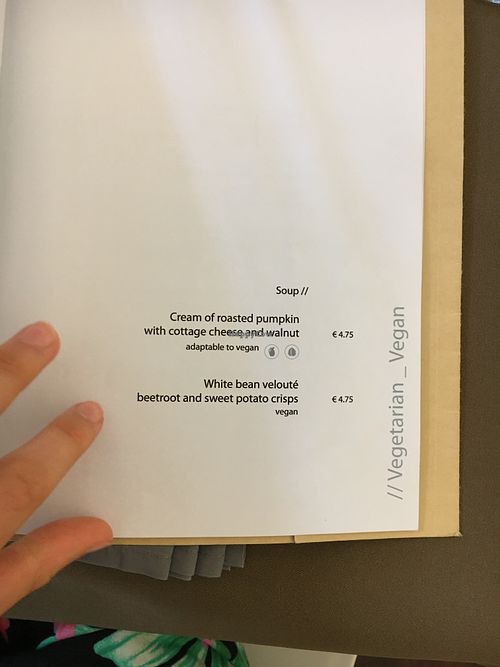 Soup //
Cream of roasted pumpkin
with cottage cheese and walnut
€ 4.75
adaptable to vegan
White bean velouté
beetroot and sweet potato crisps
€ 4.75
vegan
// Vegetarian _ Vegan